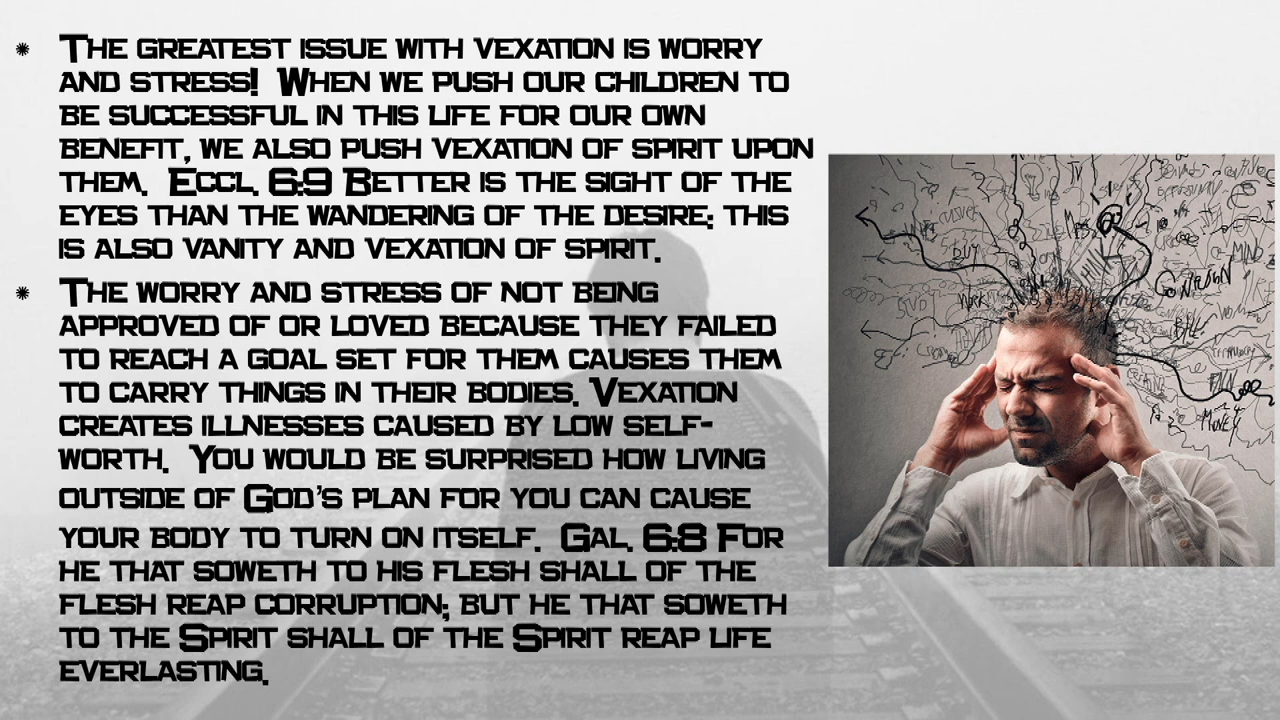 The greatest issue with vexation is worry
and stress!  When we push our children to
be successful in this life for our own
benefit, we also push vexation of spirit upon
them.  Eccl. 6:9 Better is the sight of the
eyes than the wandering of the desire: this
is also vanity and vexation of spirit.
The worry and stress of not being
approved of or loved because they failed
to reach a goal set for them causes them
to carry things in their bodies. Vexation
creates illnesses caused by low self-
worth.  You would be surprised how living
outside of God's plan for you can cause
your body to turn on itself.  Gal. 6:8 For
he that soweth to his flesh shall of the
flesh reap corruption; but he that soweth
to the Spirit shall of the Spirit reap life
everlasting.
TV
MIND
WORK
BILL
MONEY